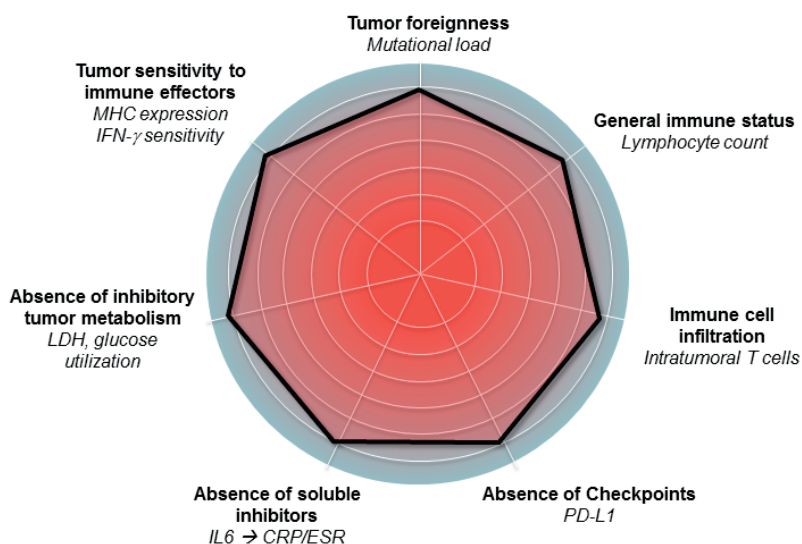 Tumor foreignness
Mutational load
Tumor sensitivity to
immune effectors
MHC expression
IFN-γ sensitivity
General immune status
Lymphocyte count
Absence of inhibitory
tumor metabolism
LDH, glucose
utilization
Immune cell
infiltration
Intratumoral T cells
Absence of soluble
inhibitors
IL6 → CRP/ESR
Absence of Checkpoints
PD-L1